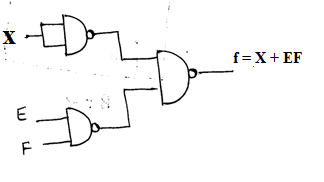 X
f = X + EF
E
F